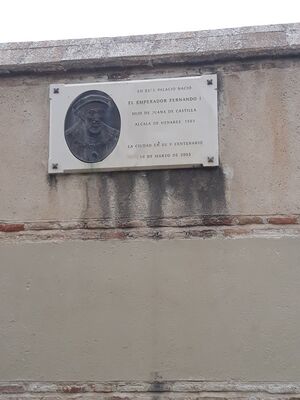 EN ESTE PALACIO NACIÓ
EL EMPERADOR FERNANDO I
HIJO DE JUANA DE CASTILLA
ALCALÁ DE HENARES 1503
LA CIUDAD EN SU V CENTENARIO
10 DE MARZO DE 2003